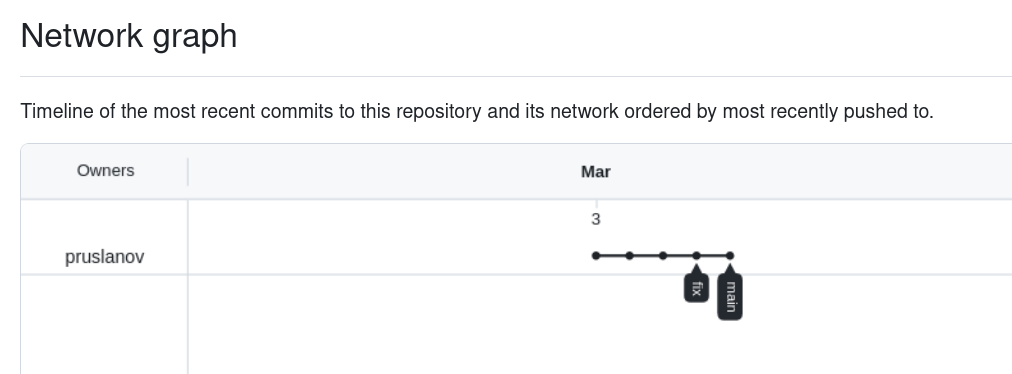 Network graph
Timeline of the most recent commits to this repository and its network ordered by most recently pushed to.
Owners
Mar
3
pruslanov
fix
main